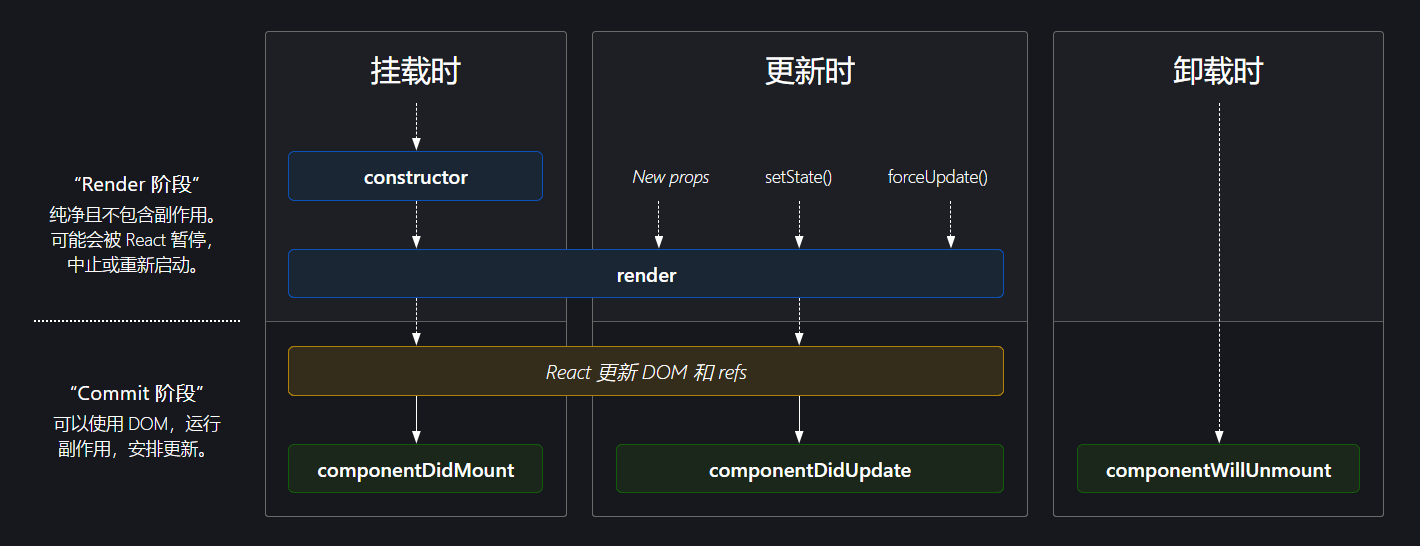 挂载时
更新时
卸载时
“Render 阶段”
纯净且不包含副作用。
可能会被 React 暂停，
中止或重新启动。
constructor
New props
setState()
forceUpdate()
render
“Commit 阶段”
可以使用 DOM，运行
副作用，安排更新。
React 更新 DOM 和 refs
componentDidMount
componentDidUpdate
componentWillUnmount